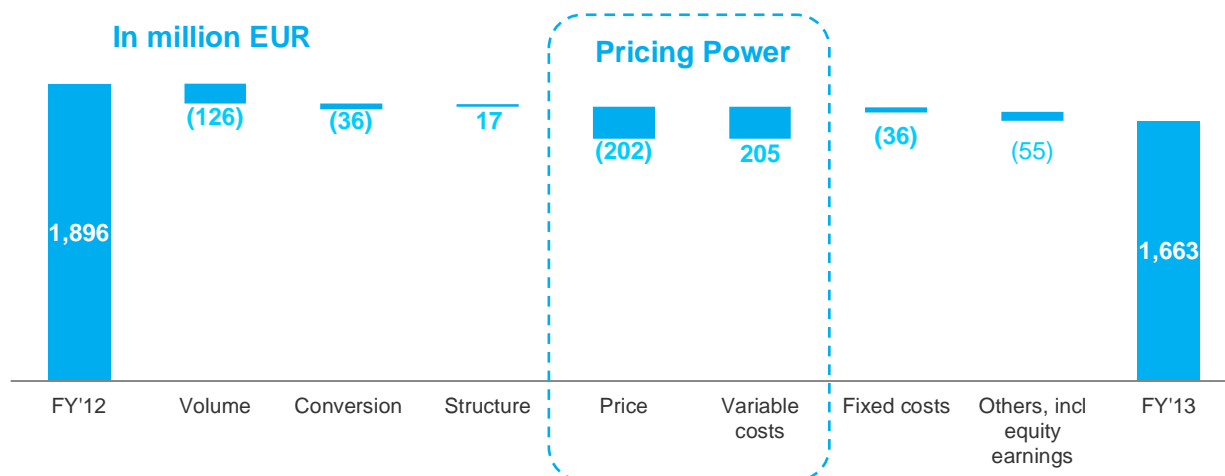 In million EUR
Pricing Power
(126)
(36)
17
(202)
205
(36)
(55)
1,896
1,663
FY'12
Volume
Conversion
Structure
Price
Variable
costs
Fixed costs
Others, incl
equity
earnings
FY'13